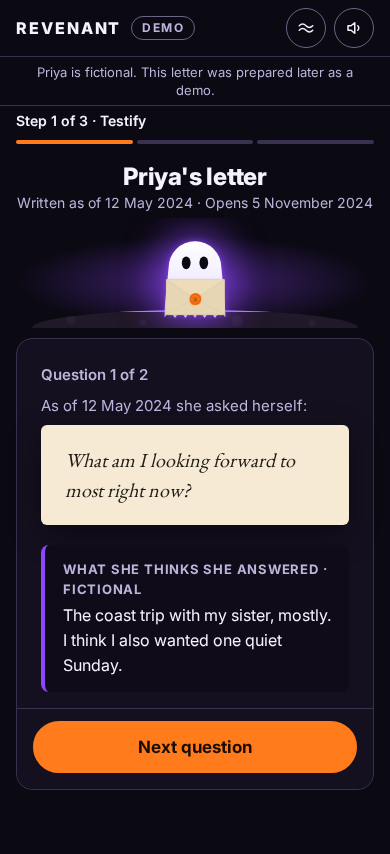 REVENANT DEMO
Priya is fictional. This letter was prepared later as a
demo.
Step 1 of 3 · Testify
Priya's letter
Written as of 12 May 2024 · Opens 5 November 2024
Question 1 of 2
As of 12 May 2024 she asked herself:
What am I looking forward to
most right now?
WHAT SHE THINKS SHE ANSWERED ·
FICTIONAL
The coast trip with my sister, mostly.
I think I also wanted one quiet
Sunday.
Next question